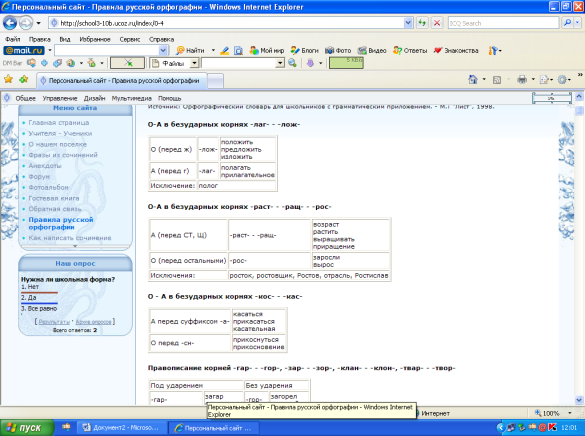 Персональный сайт - Правила русской орфографии - Windows Internet Explorer
http://school3-10b.ucoz.ru/index/0-4
ICQ Search
Файл Правка Вид Избранное Сервис Справка
@mail.ru Найти Мой мир Блоги Фото Видео Ответы Знакомства
DM Bar Файлы 5 KB/s
Персональный сайт - Правила русской орфографии
Общее Управление Дизайн Мультимедиа Помощь
1%
Меню сайта
Главная страница
Учителя - Ученики
О нашем поселке
Фразы из сочинений
Анекдоты
Форум
Фотоальбом
Гостевая книга
Обратная связь
Правила русской
орфографии
Как написать сочинение
Наш опрос
Нужна ли школьная форма?
1. Нет
2. Да
3. Все равно
[ Результаты · Архив опросов ]
Всего ответов: 2
Источник: Орфографический словарь для школьников с грамматическим приложением. - М.: "Лист", 1998.
О-А в безударных корнях -лаг- - -лож-
О (перед ж) -лож- положить
предложить
изложить
А (перед г) -лаг- полагать
прилагательное
Исключение: полог
О-А в безударных корнях -раст- - -ращ- - -рос-
А (перед СТ, Щ) -раст- - -ращ- возраст
растить
выращивать
приращение
О (перед остальными) -рос- заросли
вырос
Исключения: росток, ростовщик, Ростов, отрасль, Ростислав
О - А в безударных корнях -кос- - -кас-
А перед суффиксом -а- касаться
прикасаться
касательная
О перед -сн- прикоснуться
прикосновение
Правописание корней -гар- - -гор-, -зар- - -зор-, -клан- - -клон-, -твар- - -твор-
Под ударением Без ударения
-гар- загар -гор- загорел
Персональный сайт - Правила русской орфографии - Windows Internet
Explorer
Интернет 100%
пуск Документ2 - Microso... Персональный сайт ... 12:01